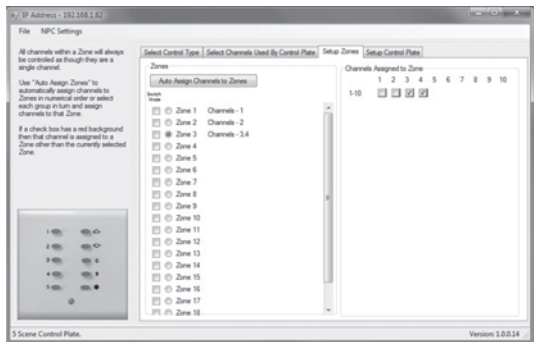 IP Address - 192.168.1.82
File NPC Settings
All channels within a Zone will always
be controled as though they are a
single channel.
Use "Auto Assign Zones" to
automatically assign channels to
Zones in numerical order or select
each group in turn and assign
channels to that Zone.
If a check box has a red background
then that channel is assigned to a
Zone other than the currently selected
Zone.
1
2
3
4
5
Select Control Type Select Channels Used By Control Plate Setup Zones Setup Control Plate
Zones
Auto Assign Channels to Zones
Switch
Mode
Zone 1 Channels - 1
Zone 2 Channels - 2
Zone 3 Channels - 3,4
Zone 4
Zone 5
Zone 6
Zone 7
Zone 8
Zone 9
Zone 10
Zone 11
Zone 12
Zone 13
Zone 14
Zone 15
Zone 16
Zone 17
Zone 18
Channels Assigned to Zone
1 2 3 4 5 6 7 8 9 10
1-10
5 Scene Control Plate. Version: 1.0.0.14